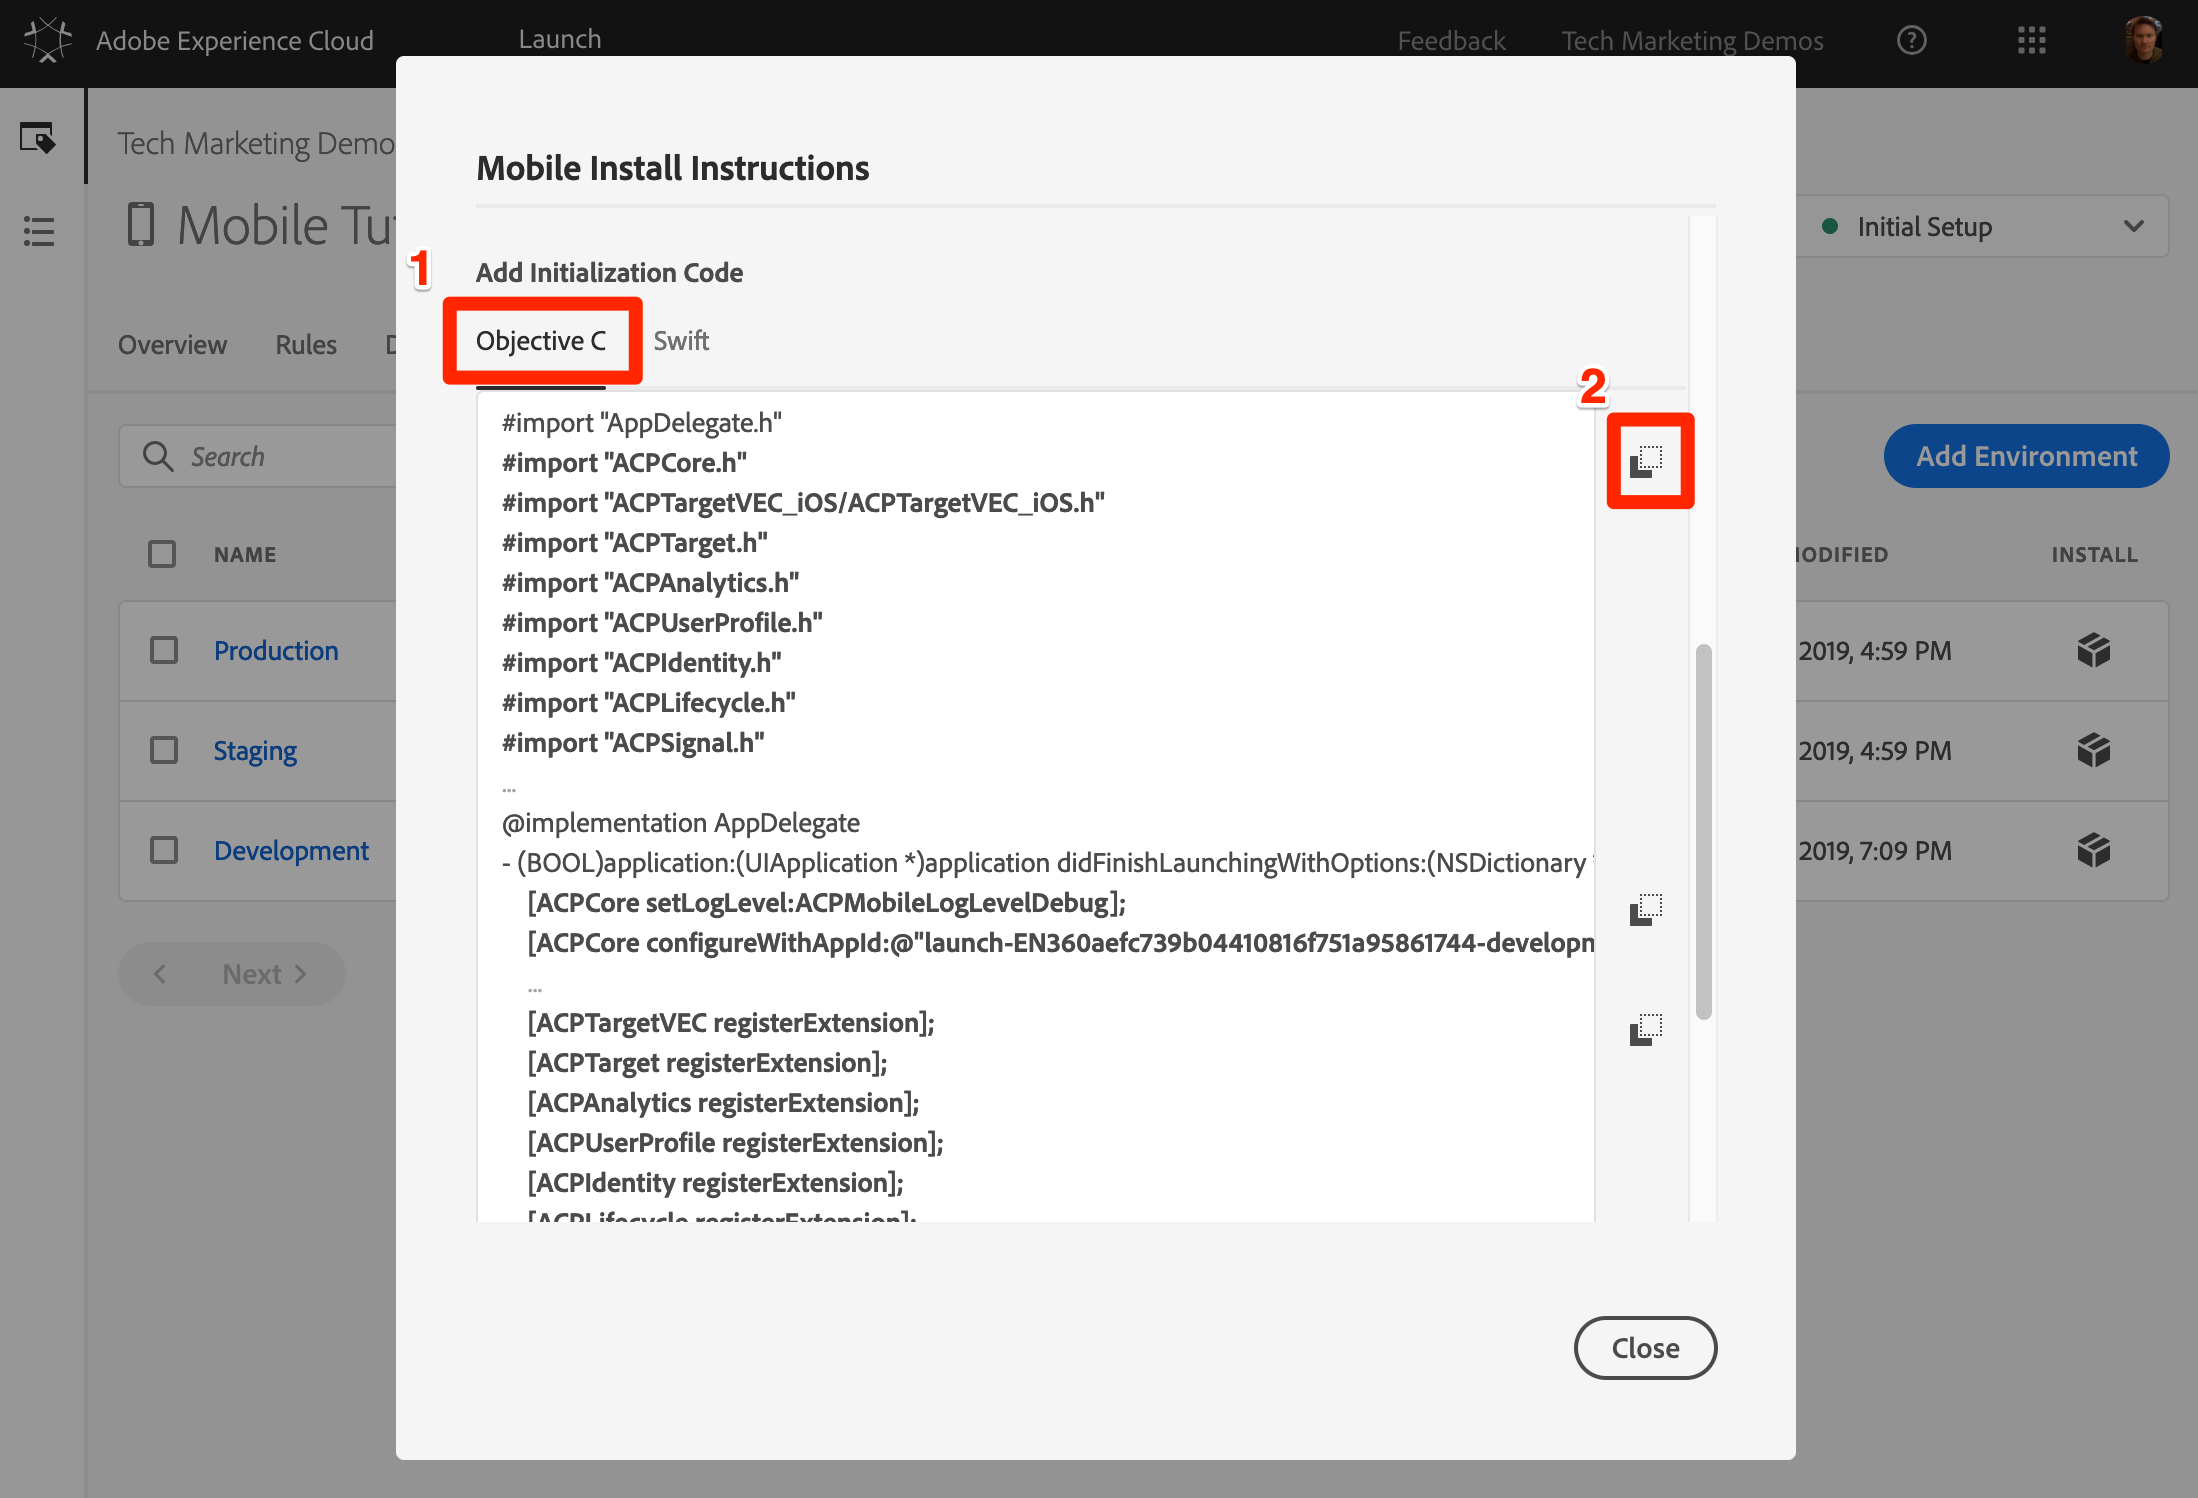 Adobe Experience Cloud
Launch
Feedback
Tech Marketing Demos
Tech Marketing Demo
Mobile Tu
Initial Setup
Overview
Rules
Search
Add Environment
NAME
MODIFIED
INSTALL
Production
2019, 4:59 PM
Staging
2019, 4:59 PM
Development
2019, 7:09 PM
Next
Mobile Install Instructions
1
Add Initialization Code
Objective C
Swift
2
#import "AppDelegate.h"
#import "ACPCore.h"
#import "ACPTargetVEC_iOS/ACPTargetVEC_iOS.h"
#import "ACPTarget.h"
#import "ACPAnalytics.h"
#import "ACPUserProfile.h"
#import "ACPIdentity.h"
#import "ACPLifecycle.h"
#import "ACPSignal.h"
...
@implementation AppDelegate
- (BOOL)application:(UIApplication *)application didFinishLaunchingWithOptions:(NSDictionary *
[ACPCore setLogLevel:ACPMobileLogLevelDebug];
[ACPCore configureWithAppId:@"launch-EN360aefc739b04410816f751a95861744-developn
...
[ACPTargetVEC registerExtension];
[ACPTarget registerExtension];
[ACPAnalytics registerExtension];
[ACPUserProfile registerExtension];
[ACPIdentity registerExtension];
[ACPLifecycle registerExtension];
Close